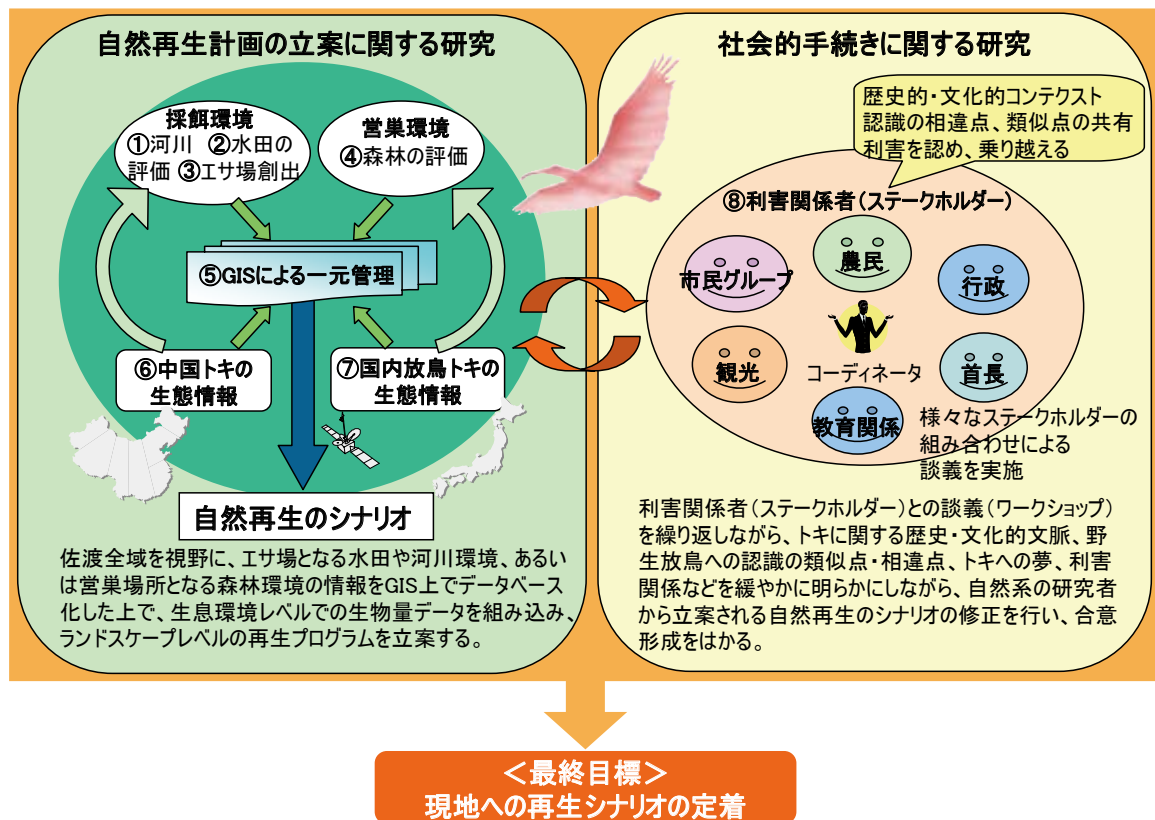 自然再生計画の立案に関する研究
採餌環境
①河川 ②水田の
評価 ③エサ場創出
営巣環境
④森林の評価
⑤GISによる一元管理
⑥中国トキの
生態情報
⑦国内放鳥トキの
生態情報
自然再生のシナリオ
佐渡全域を視野に、エサ場となる水田や河川環境、あるい
は営巣場所となる森林環境の情報をGIS上でデータベース
化した上で、生息環境レベルでの生物量データを組み込み、
ランドスケープレベルの再生プログラムを立案する。
社会的手続きに関する研究
歴史的・文化的コンテクスト
認識の相違点、類似点の共有
利害を認め、乗り越える
⑧利害関係者(ステークホルダー)
市民グループ
農民
行政
観光
コーディネータ
首長
教育関係
様々なステークホルダーの
組み合わせによる
談義を実施
利害関係者(ステークホルダー)との談義(ワークショップ)
を繰り返しながら、トキに関する歴史・文化的文脈、野
生放鳥への認識の類似点・相違点、トキへの夢、利害
関係などを緩やかに明らかにしながら、自然系の研究者
から立案される自然再生のシナリオの修正を行い、合意
形成をはかる。
<最終目標>
現地への再生シナリオの定着